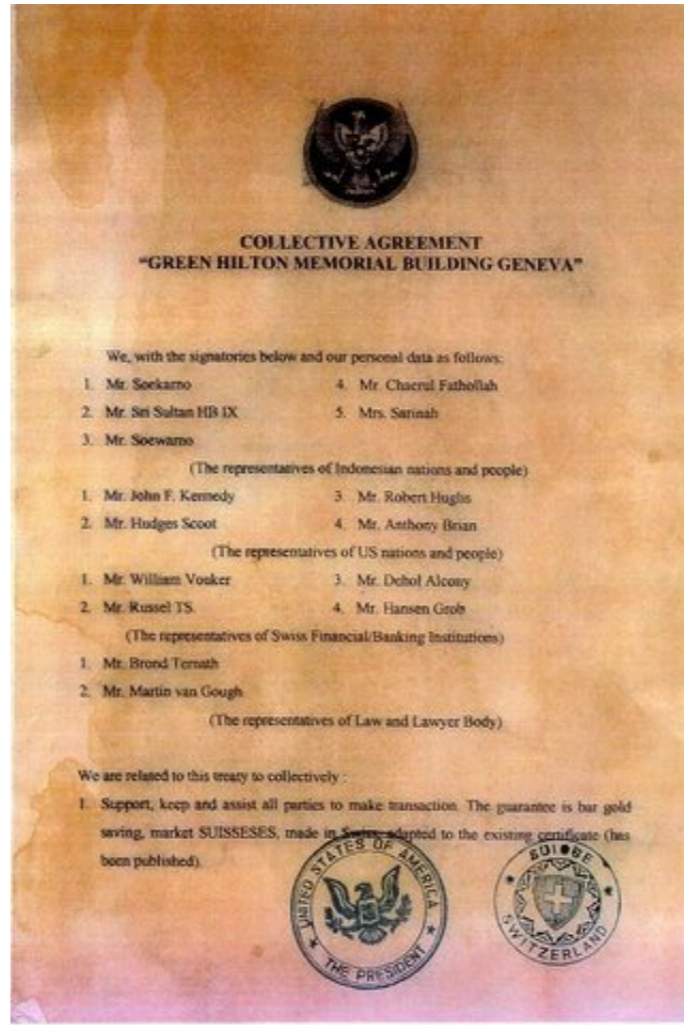 COLLECTIVE AGREEMENT
“GREEN HILTON MEMORIAL BUILDING GENEVA”
We, with the signatories below and our personal data as follows:
1. Mr. Soekarno 4. Mr. Chaerul Fathollah
2. Mr. Sri Sultan HB IX 5. Mrs. Sarinah
3. Mr. Soewarno
(The representatives of Indonesian nations and people)
1. Mr. John F. Kennedy 3. Mr. Robert Hughs
2. Mr. Hudges Scoot 4. Mr. Anthony Brian
(The representatives of US nations and people)
1. Mr. William Vouker 3. Mr. Dehol Alcony
2. Mr. Russel TS. 4. Mr. Hansen Grob
(The representatives of Swiss Financial/Banking Institutions)
1. Mr. Brond Ternath
2. Mr. Martin van Gough
(The representatives of Law and Lawyer Body)
We are related to this treaty to collectively :
1. Support, keep and assist all parties to make transaction. The guarantee is bar gold
saving, market SUISSESES, made in Swiss, adapted to the existing certificate (has
been published).
UNITED STATES OF AMERICA
THE PRESIDENT
SWITZERLAND